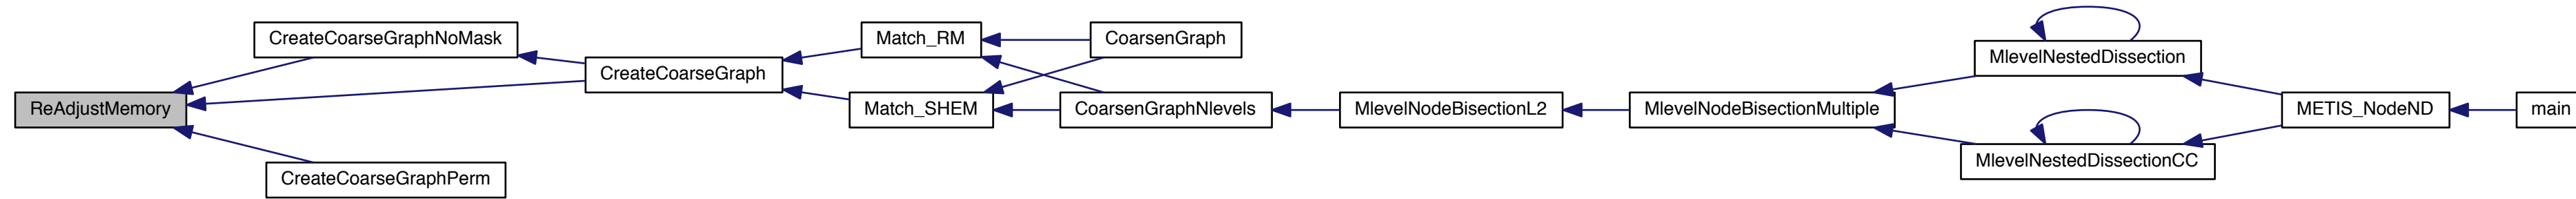 ReAdjustMemory
CreateCoarseGraphNoMask
CreateCoarseGraphPerm
CreateCoarseGraph
Match_RM
Match_SHEM
CoarsenGraph
CoarsenGraphNlevels
MlevelNodeBisectionL2
MlevelNodeBisectionMultiple
MlevelNestedDissection
MlevelNestedDissectionCC
METIS_NodeND
main